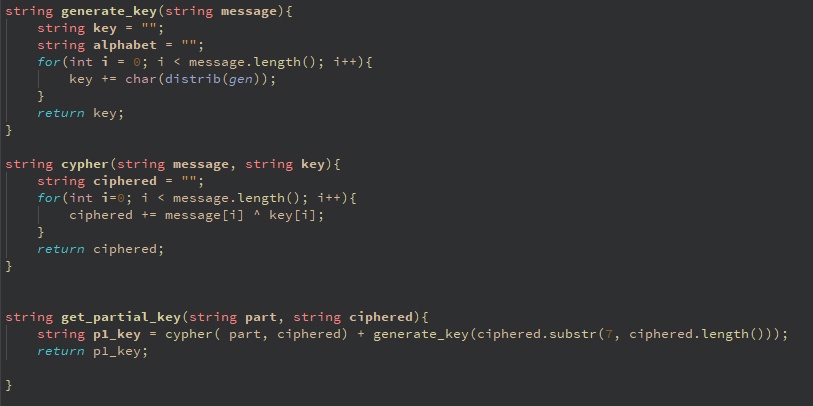 string generate_key(string message){
    string key = "";
    string alphabet = "";
    for(int i = 0; i < message.length(); i++){
        key += char(distrib(gen));
    }
    return key;
}
string cypher(string message, string key){
    string ciphered = "";
    for(int i=0; i < message.length(); i++){
        ciphered += message[i] ^ key[i];
    }
    return ciphered;
}
string get_partial_key(string part, string ciphered){
    string p1_key = cypher( part, ciphered) + generate_key(ciphered.substr(7, ciphered.length()));
    return p1_key;
}